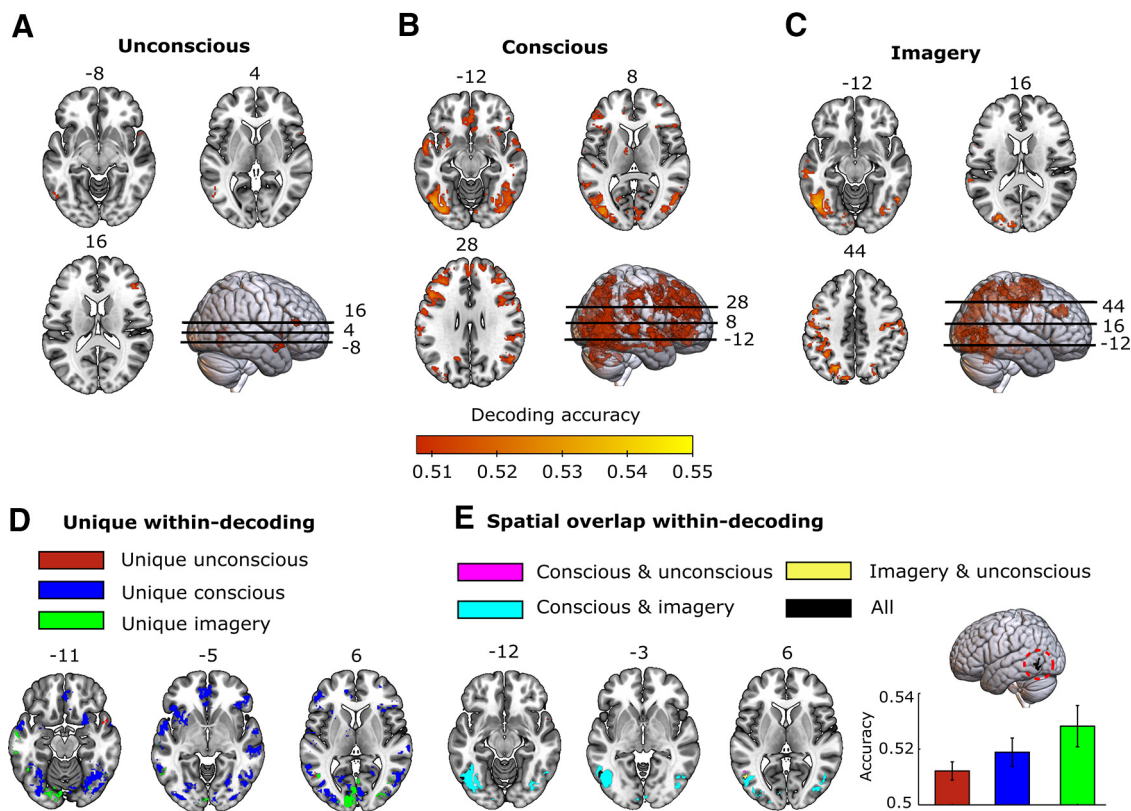 A
Unconscious
-8
4
16
16
4
-8
B
Conscious
-12
8
28
28
8
-12
C
Imagery
-12
16
44
44
16
-12
Decoding accuracy
0.51 0.52 0.53 0.54 0.55
D Unique within-decoding
Unique unconscious
Unique conscious
Unique imagery
-11
-5
6
E Spatial overlap within-decoding
Conscious & unconscious
Imagery & unconscious
Conscious & imagery
All
-12
-3
6
Accuracy
0.54
0.52
0.5